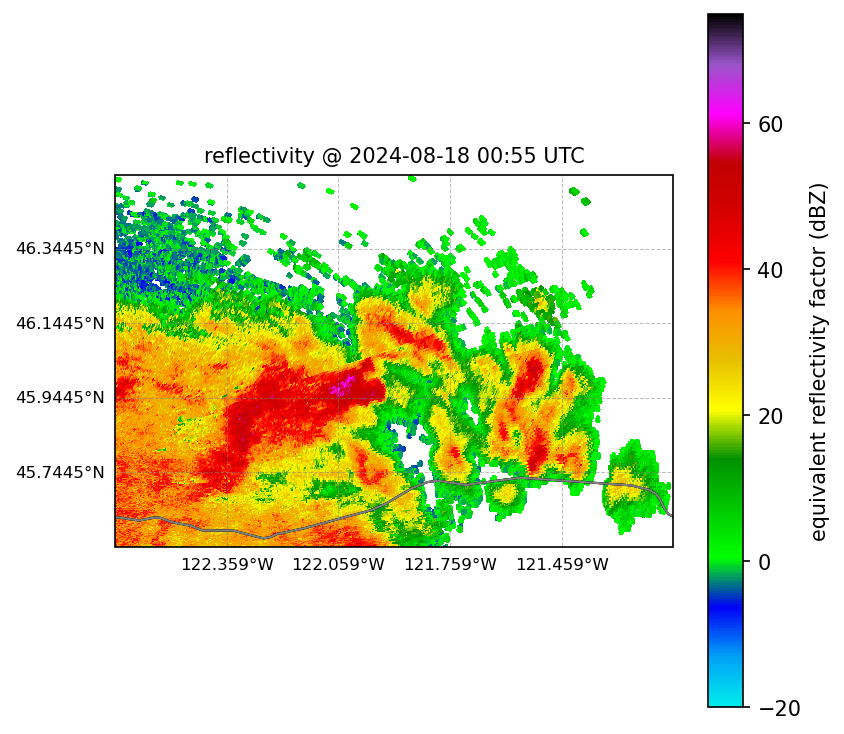 reflectivity @ 2024-08-18 00:55 UTC
46.3445°N
46.1445°N
45.9445°N
45.7445°N
122.359°W 122.059°W 121.759°W 121.459°W
60
40
20
0
−20
equivalent reflectivity factor (dBZ)